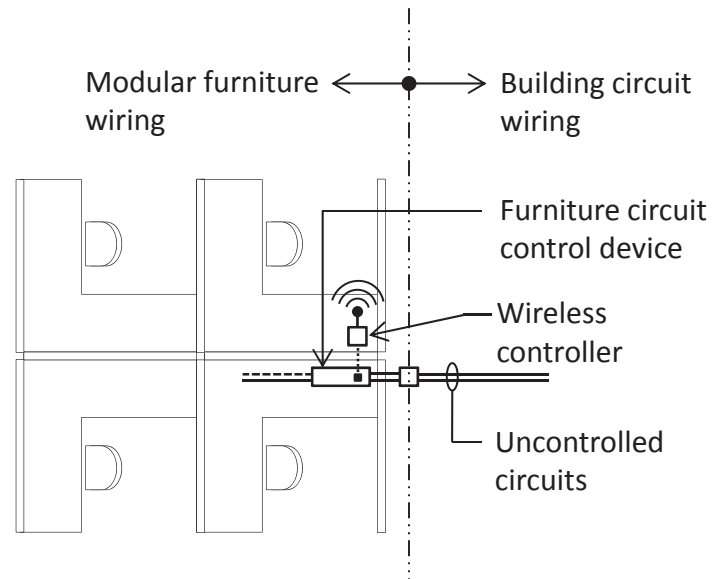 Modular furniture
wiring
Building circuit
wiring
Furniture circuit
control device
Wireless
controller
Uncontrolled
circuits